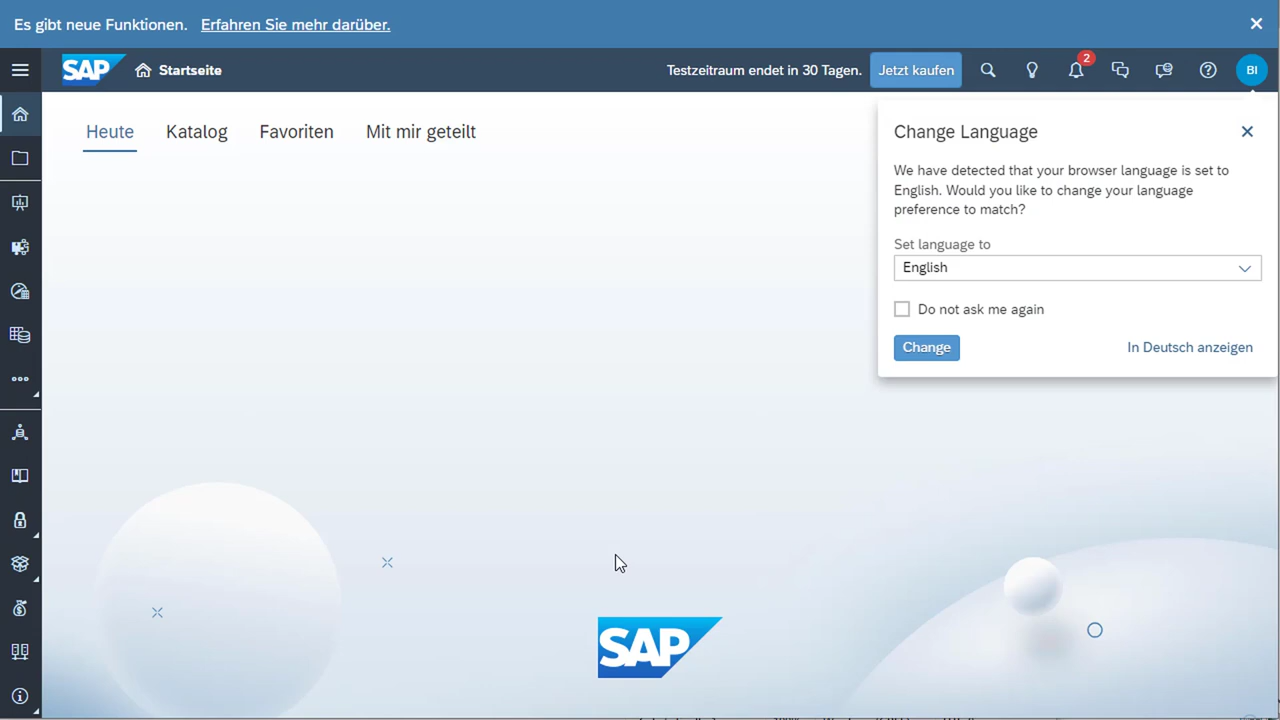 Es gibt neue Funktionen. Erfahren Sie mehr darüber.
SAP Startseite Testzeitraum endet in 30 Tagen. Jetzt kaufen 2 BI
Heute Katalog Favoriten Mit mir geteilt
Change Language
We have detected that your browser language is set to
English. Would you like to change your language
preference to match?
Set language to
English
Do not ask me again
Change In Deutsch anzeigen
SAP